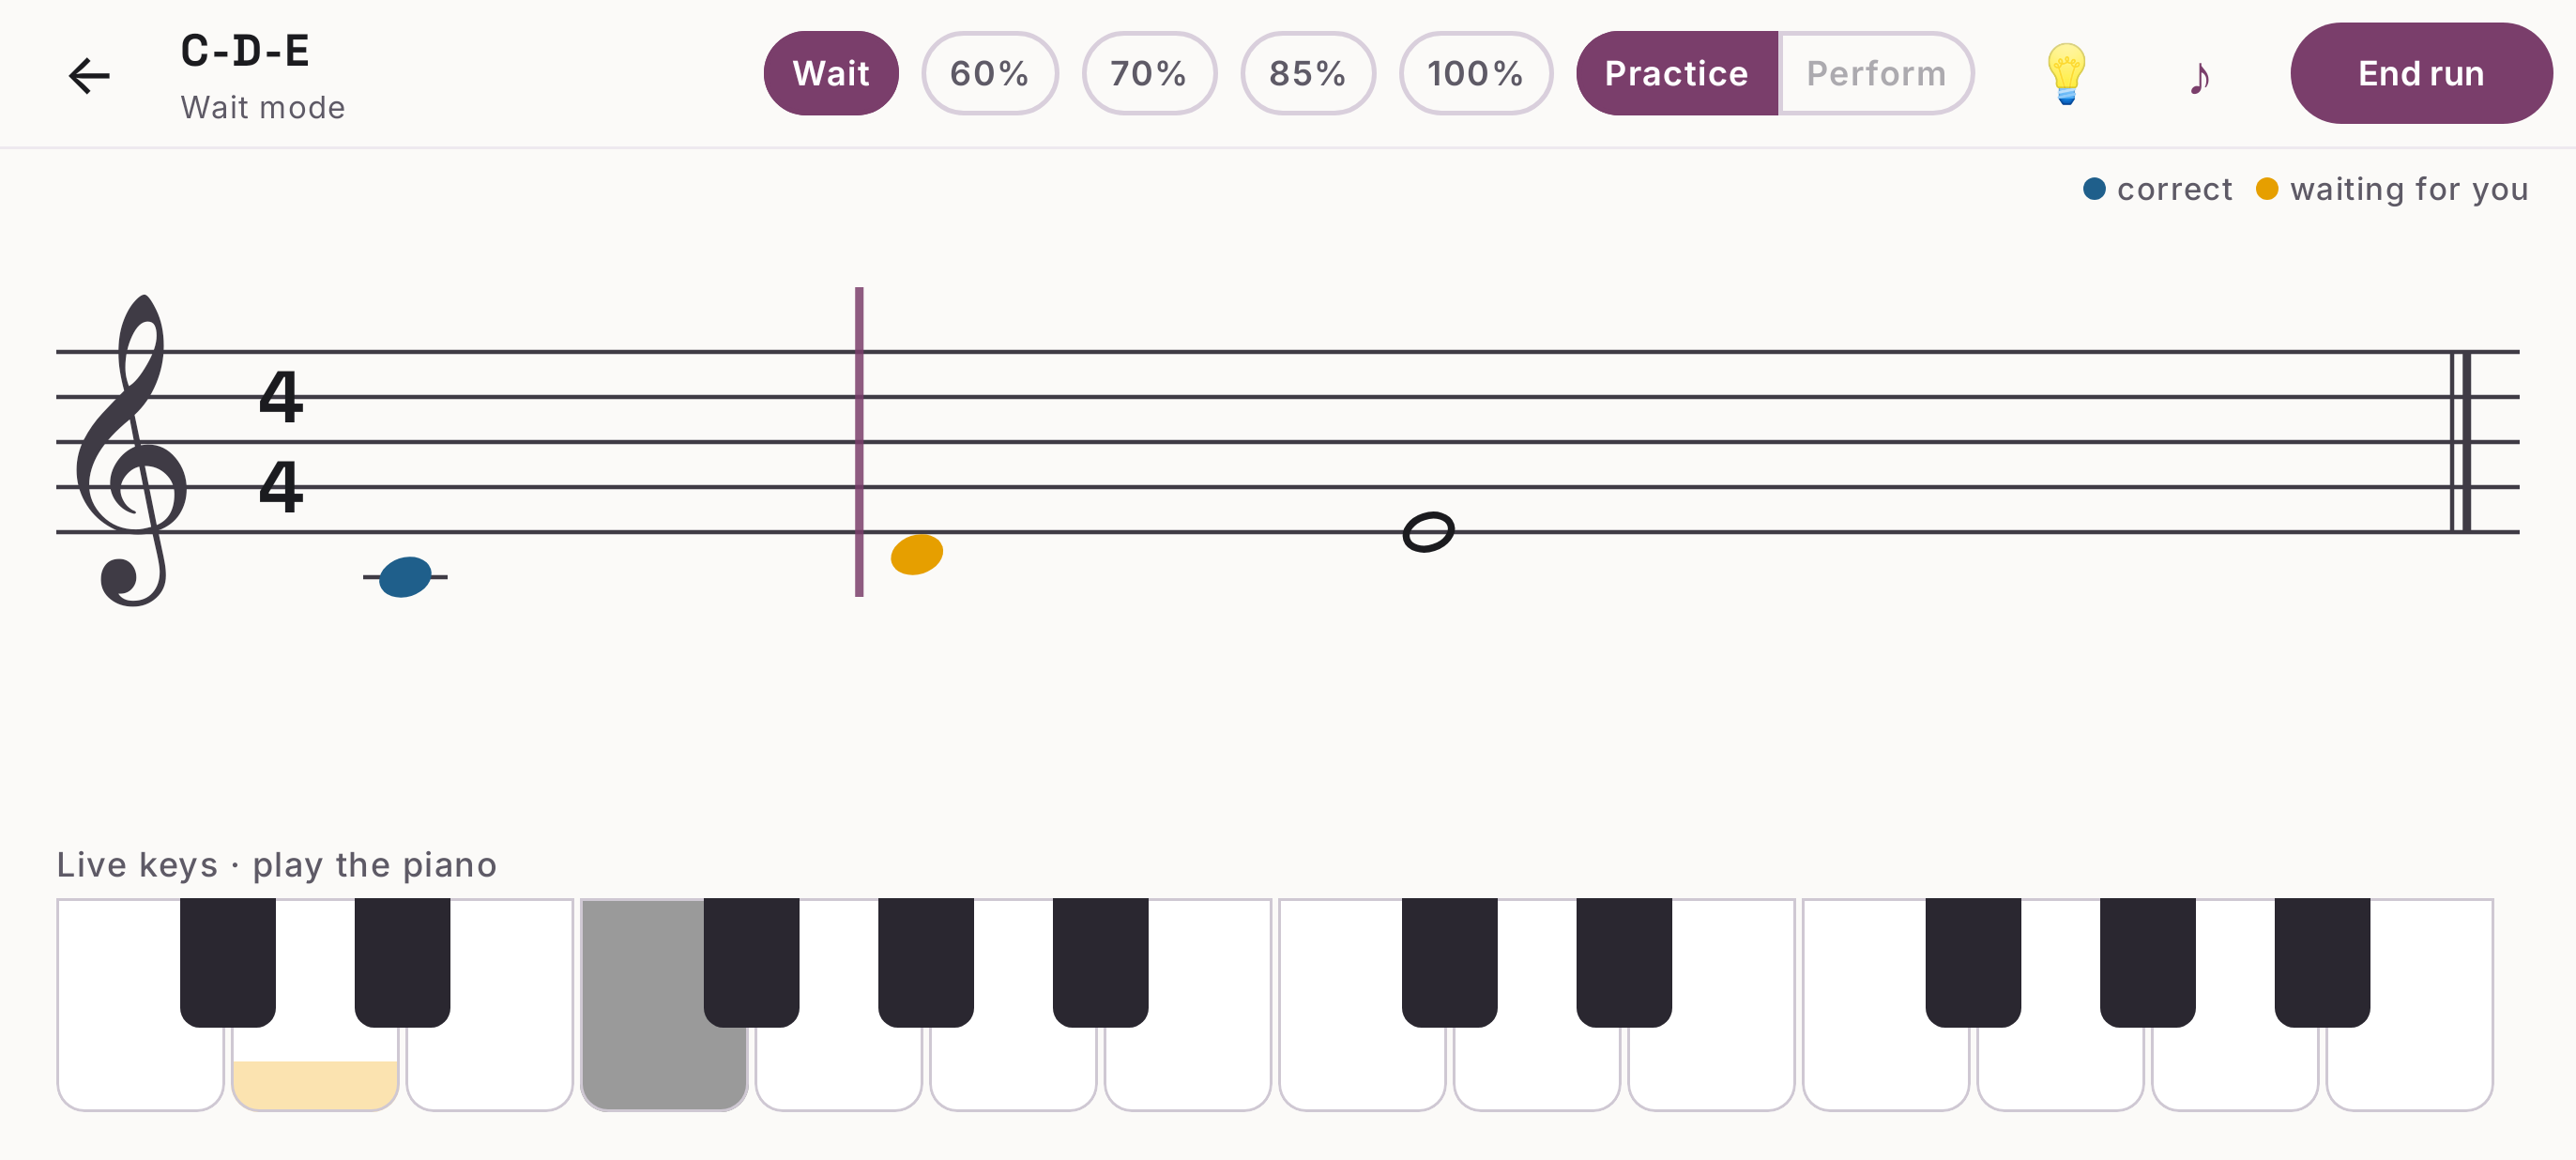 C-D-E
Wait mode
Wait
60%
70%
85%
100%
Practice
Perform
End run
correct
waiting for you
4
4
Live keys · play the piano